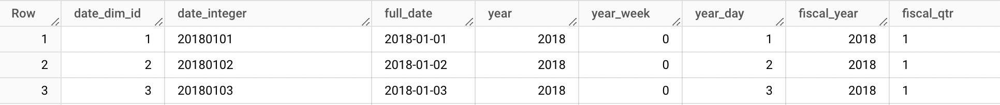 Row date_dim_id date_integer full_date year year_week year_day fiscal_year fiscal_qtr
1 1 20180101 2018-01-01 2018 0 1 2018 1
2 2 20180102 2018-01-02 2018 0 2 2018 1
3 3 20180103 2018-01-03 2018 0 3 2018 1